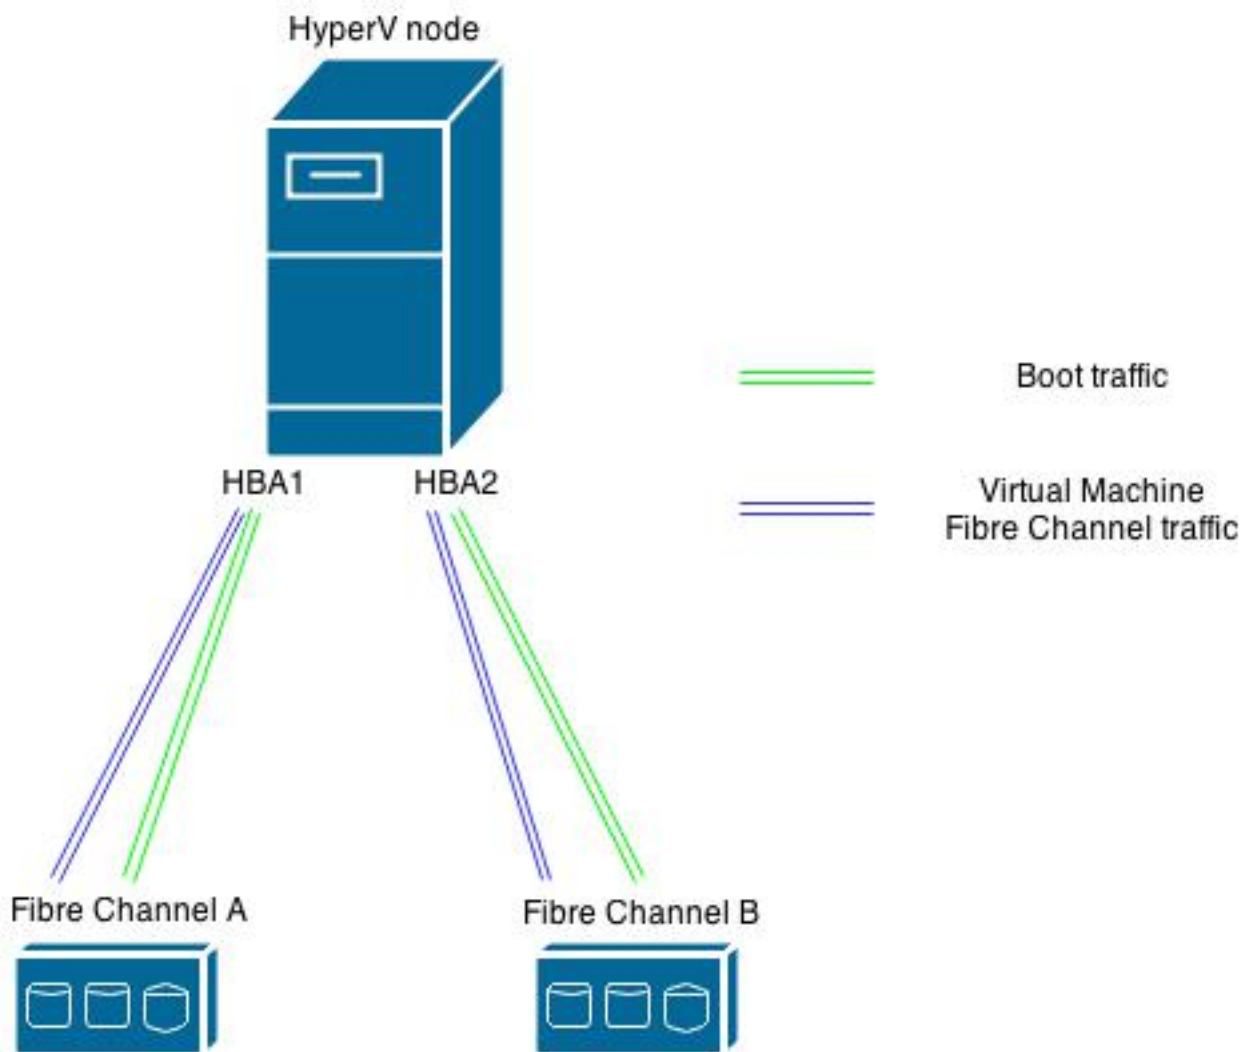 HyperV node
Boot traffic
HBA1
HBA2
Virtual Machine
Fibre Channel traffic
Fibre Channel A
Fibre Channel B